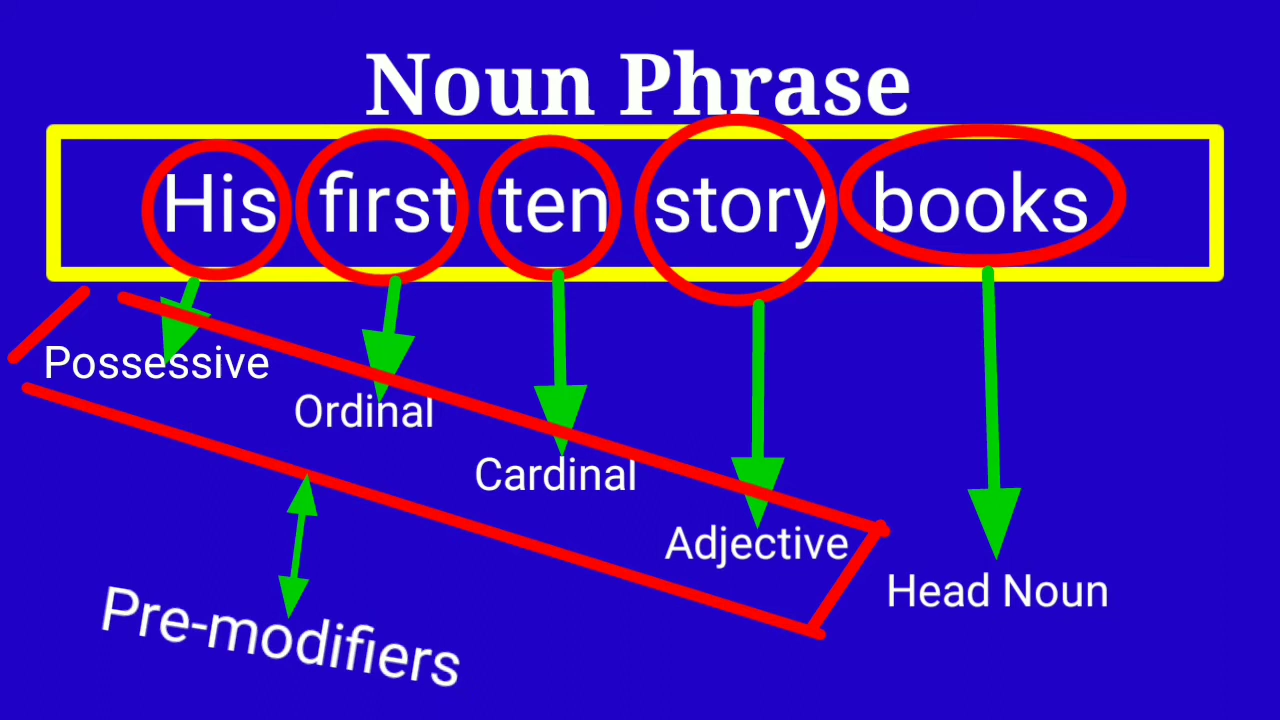 Noun Phrase
His first ten story books
Possessive
Ordinal
Cardinal
Adjective
Head Noun
Pre-modifiers